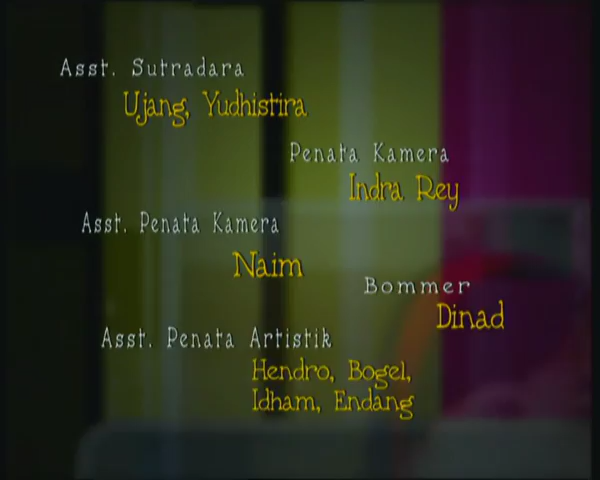 Asst. Sutradara
Ujang, Yudhistira
Penata Kamera
Indra Rey
Asst. Penata Kamera
Naim
Bommer
Dinad
Asst. Penata Artistik
Hendro, Bogel,
Idham, Endang